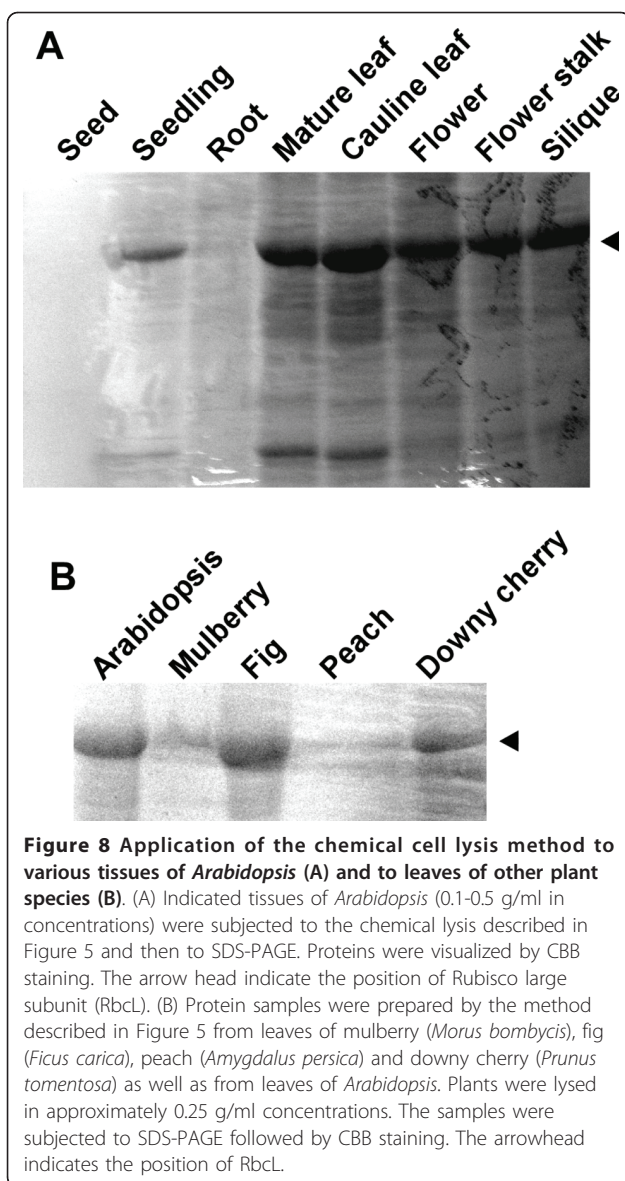 A
Seed Seedling Root Mature leaf Cauline leaf Flower Flower stalk Silique
B
Arabidopsis Mulberry Fig Peach Downy cherry
Figure 8 Application of the chemical cell lysis method to
various tissues of Arabidopsis (A) and to leaves of other plant
species (B). (A) Indicated tissues of Arabidopsis (0.1-0.5 g/ml in
concentrations) were subjected to the chemical lysis described in
Figure 5 and then to SDS-PAGE. Proteins were visualized by CBB
staining. The arrow head indicate the position of Rubisco large
subunit (RbcL). (B) Protein samples were prepared by the method
described in Figure 5 from leaves of mulberry (Morus bombycis), fig
(Ficus carica), peach (Amygdalus persica) and downy cherry (Prunus
tomentosa) as well as from leaves of Arabidopsis. Plants were lysed
in approximately 0.25 g/ml concentrations. The samples were
subjected to SDS-PAGE followed by CBB staining. The arrowhead
indicates the position of RbcL.